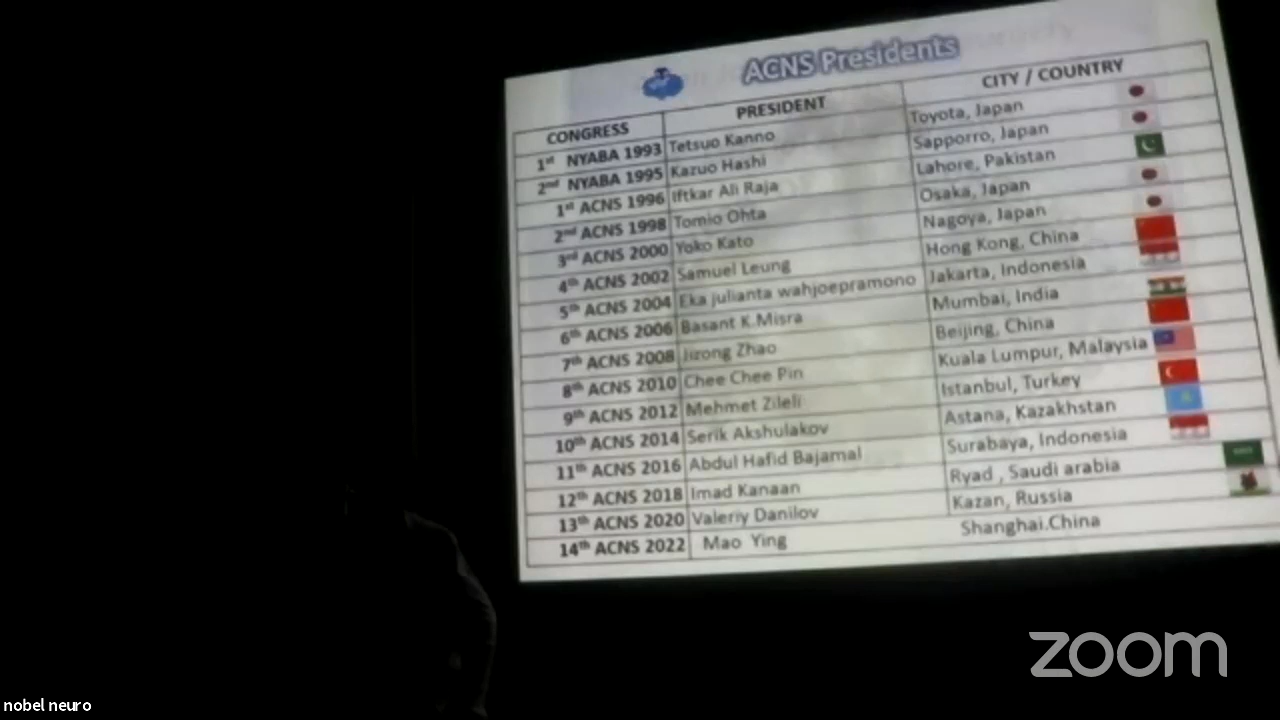 ACNS Presidents
CONGRESS PRESIDENT CITY / COUNTRY
1st NYABA 1993 Tetsuo Kanno Toyota, Japan
2nd NYABA 1995 Kazuo Hashi Sapporro, Japan
1st ACNS 1996 Iftkar Ali Raja Lahore, Pakistan
2nd ACNS 1998 Tomio Ohta Osaka, Japan
3rd ACNS 2000 Yoko Kato Nagoya, Japan
4th ACNS 2002 Samuel Leung Hong Kong, China
5th ACNS 2004 Eka julianta wahjoepramono Jakarta, Indonesia
6th ACNS 2006 Basant K.Misra Mumbai, India
7th ACNS 2008 Jizong Zhao Beijing, China
8th ACNS 2010 Chee Chee Pin Kuala Lumpur, Malaysia
9th ACNS 2012 Mehmet Zileli Istanbul, Turkey
10th ACNS 2014 Serik Akshulakov Astana, Kazakhstan
11th ACNS 2016 Abdul Hafid Bajamal Surabaya, Indonesia
12th ACNS 2018 Imad Kanaan Ryad , Saudi arabia
13th ACNS 2020 Valeriy Danilov Kazan, Russia
14th ACNS 2022 Mao Ying Shanghai.China
zoom
nobel neuro